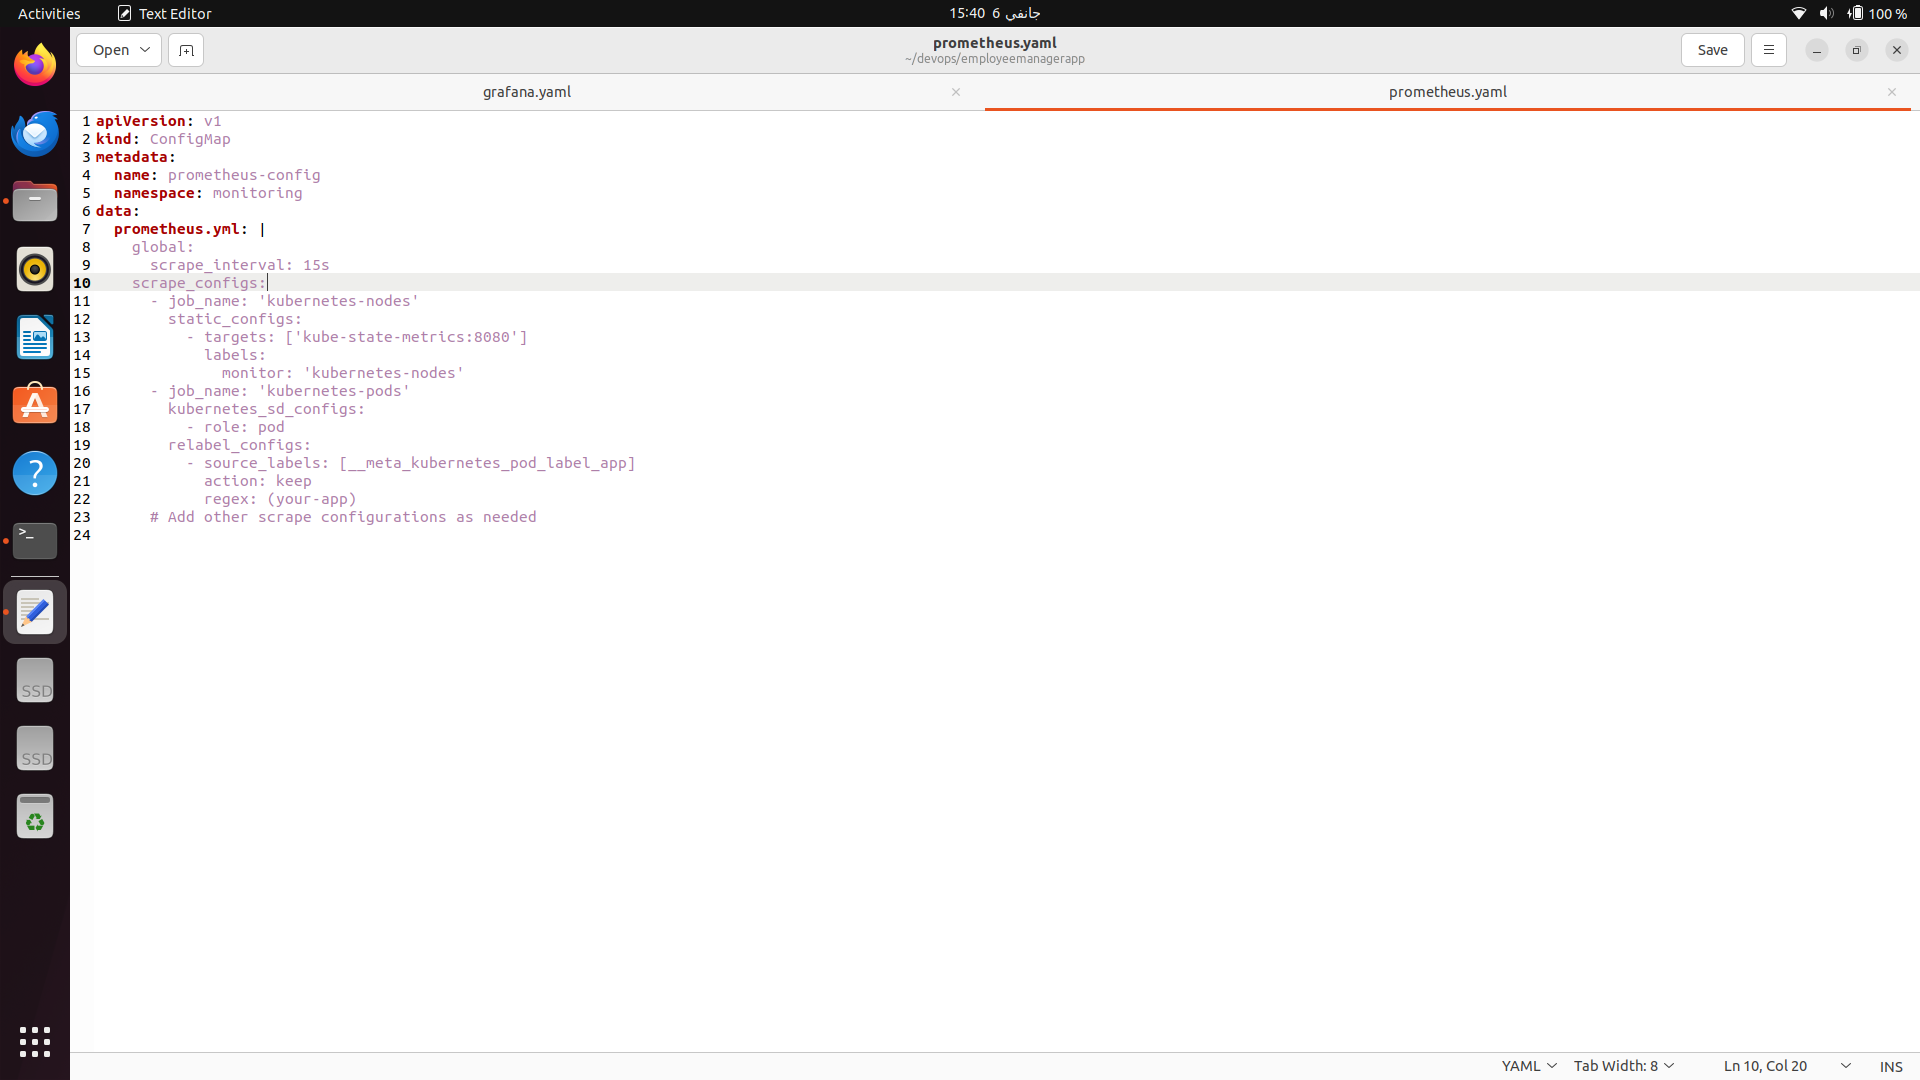 Activities
Text Editor
جانفي 6 15:40
100 %
Open
prometheus.yaml
~/devops/employeemanagerapp
Save
grafana.yaml
prometheus.yaml
1 apiVersion: v1
2 kind: ConfigMap
3 metadata:
4   name: prometheus-config
5   namespace: monitoring
6 data:
7   prometheus.yml: |
8     global:
9       scrape_interval: 15s
10     scrape_configs:
11       - job_name: 'kubernetes-nodes'
12         static_configs:
13           - targets: ['kube-state-metrics:8080']
14             labels:
15               monitor: 'kubernetes-nodes'
16       - job_name: 'kubernetes-pods'
17         kubernetes_sd_configs:
18           - role: pod
19         relabel_configs:
20           - source_labels: [__meta_kubernetes_pod_label_app]
21             action: keep
22             regex: (your-app)
23       # Add other scrape configurations as needed
24
SSD
SSD
YAML
Tab Width: 8
Ln 10, Col 20
INS